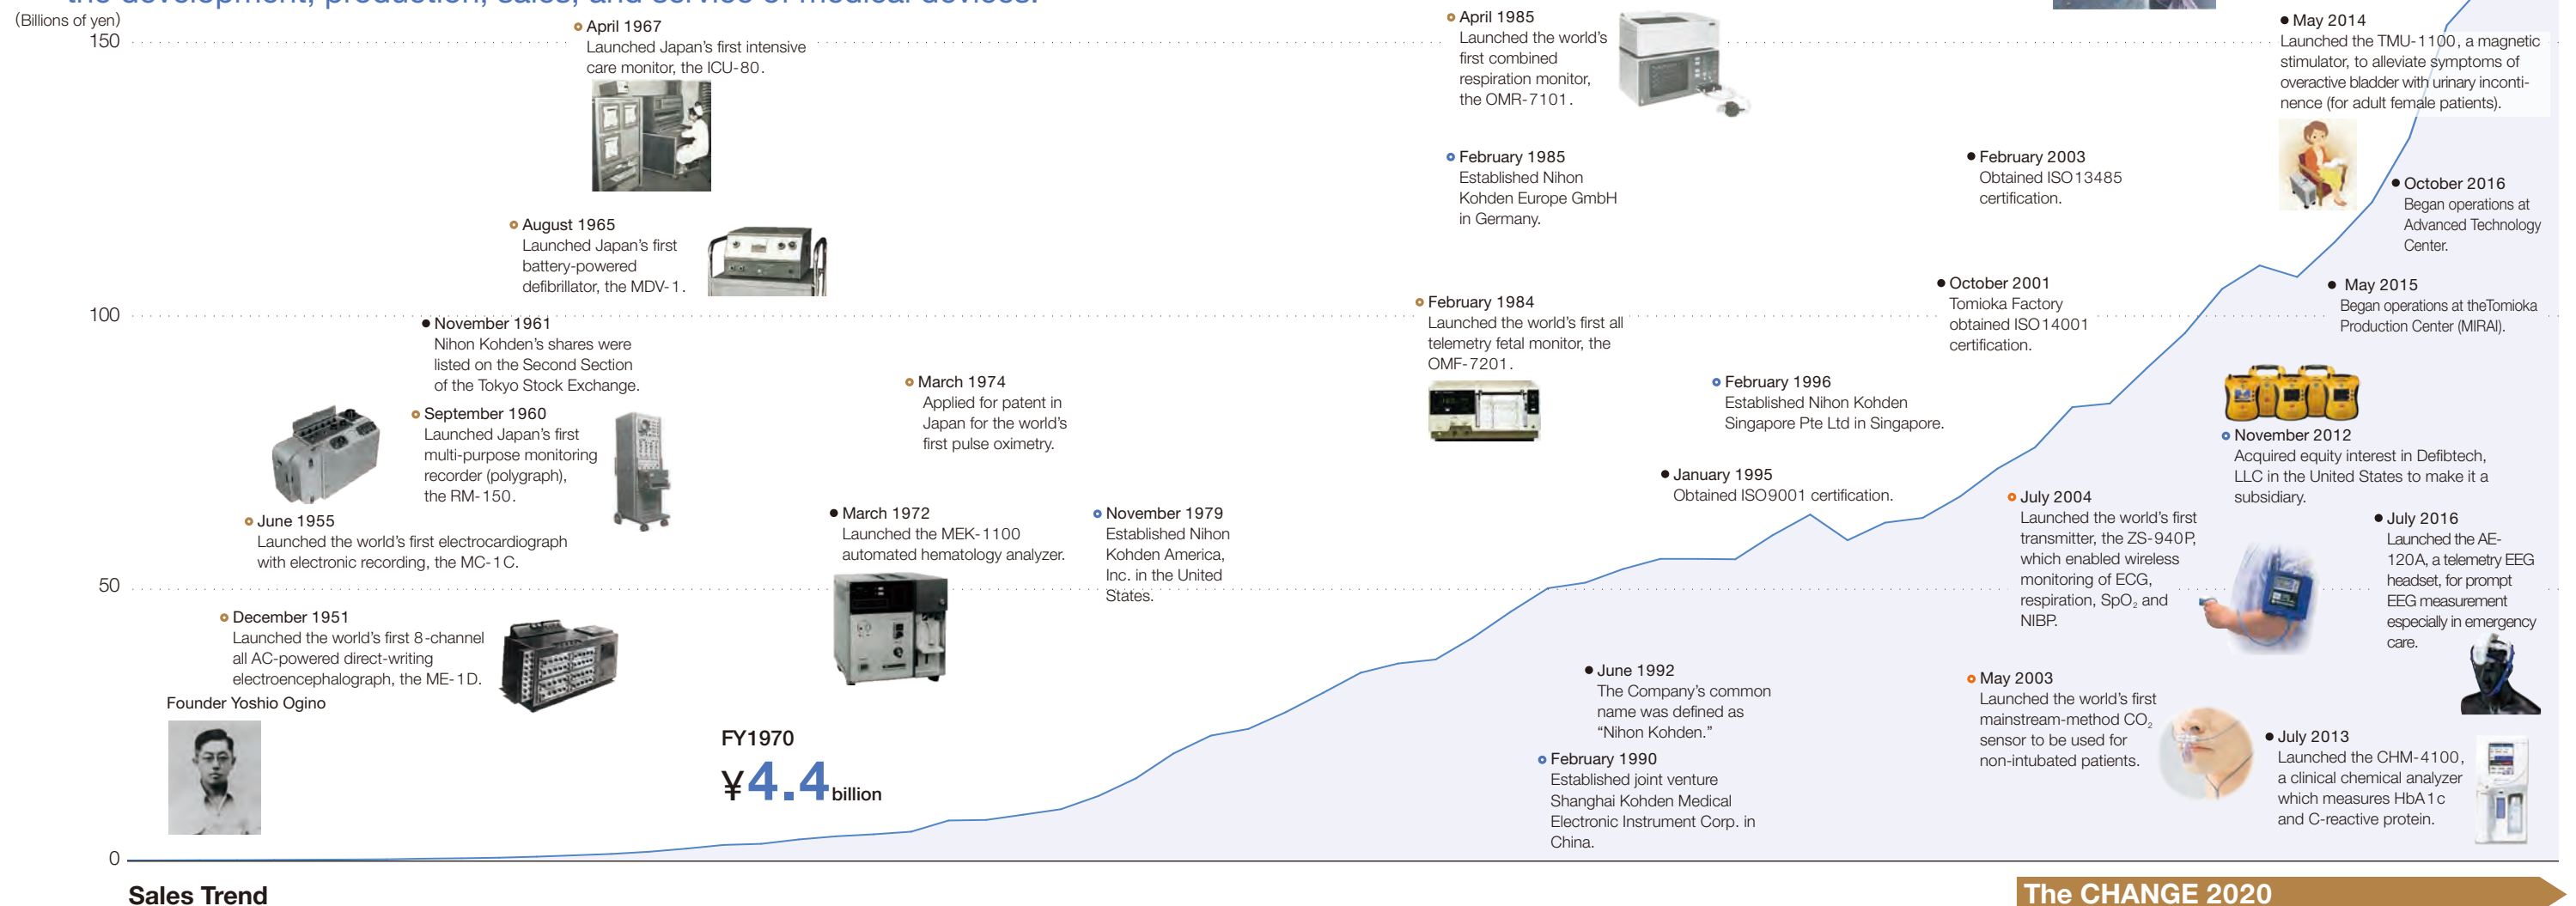 the development, production, sales, and service of medical devices.
(Billions of yen)
150
100
50
0
April 1967
Launched Japan's first intensive
care monitor, the ICU-80.
August 1965
Launched Japan's first
battery-powered
defibrillator, the MDV-1.
November 1961
Nihon Kohden's shares were
listed on the Second Section
of the Tokyo Stock Exchange.
September 1960
Launched Japan's first
multi-purpose monitoring
recorder (polygraph),
the RM-150.
June 1955
Launched the world's first electrocardiograph
with electronic recording, the MC-1C.
December 1951
Launched the world's first 8-channel
all AC-powered direct-writing
electroencephalograph, the ME-1D.
Founder Yoshio Ogino
FY1970
¥4.4 billion
March 1974
Applied for patent in
Japan for the world's
first pulse oximetry.
March 1972
Launched the MEK-1100
automated hematology analyzer.
November 1979
Established Nihon
Kohden America,
Inc. in the United
States.
April 1985
Launched the world's
first combined
respiration monitor,
the OMR-7101.
February 1985
Established Nihon
Kohden Europe GmbH
in Germany.
February 1984
Launched the world's first all
telemetry fetal monitor, the
OMF-7201.
February 1996
Established Nihon Kohden
Singapore Pte Ltd in Singapore.
January 1995
Obtained ISO9001 certification.
June 1992
The Company's common
name was defined as
“Nihon Kohden.”
February 1990
Established joint venture
Shanghai Kohden Medical
Electronic Instrument Corp. in
China.
February 2003
Obtained ISO13485
certification.
October 2001
Tomioka Factory
obtained ISO14001
certification.
July 2004
Launched the world's first
transmitter, the ZS-940P,
which enabled wireless
monitoring of ECG,
respiration, SpO₂ and
NIBP.
May 2003
Launched the world's first
mainstream-method CO₂
sensor to be used for
non-intubated patients.
May 2014
Launched the TMU-1100, a magnetic
stimulator, to alleviate symptoms of
overactive bladder with urinary inconti-
nence (for adult female patients).
October 2016
Began operations at
Advanced Technology
Center.
May 2015
Began operations at theTomioka
Production Center (MIRAI).
November 2012
Acquired equity interest in Defibtech,
LLC in the United States to make it a
subsidiary.
July 2016
Launched the AE-
120A, a telemetry EEG
headset, for prompt
EEG measurement
especially in emergency
care.
July 2013
Launched the CHM-4100,
a clinical chemical analyzer
which measures HbA1c
and C-reactive protein.
Sales Trend
The CHANGE 2020